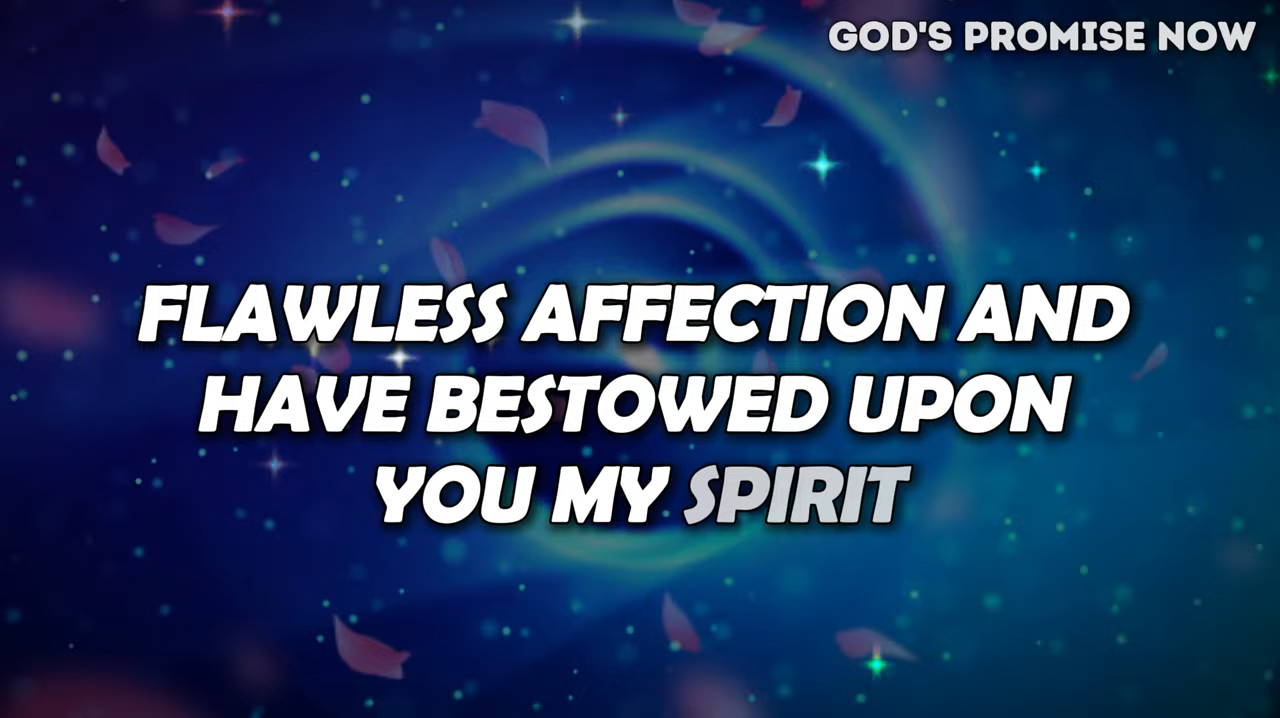 GOD'S PROMISE NOW
FLAWLESS AFFECTION AND
HAVE BESTOWED UPON
YOU MY SPIRIT